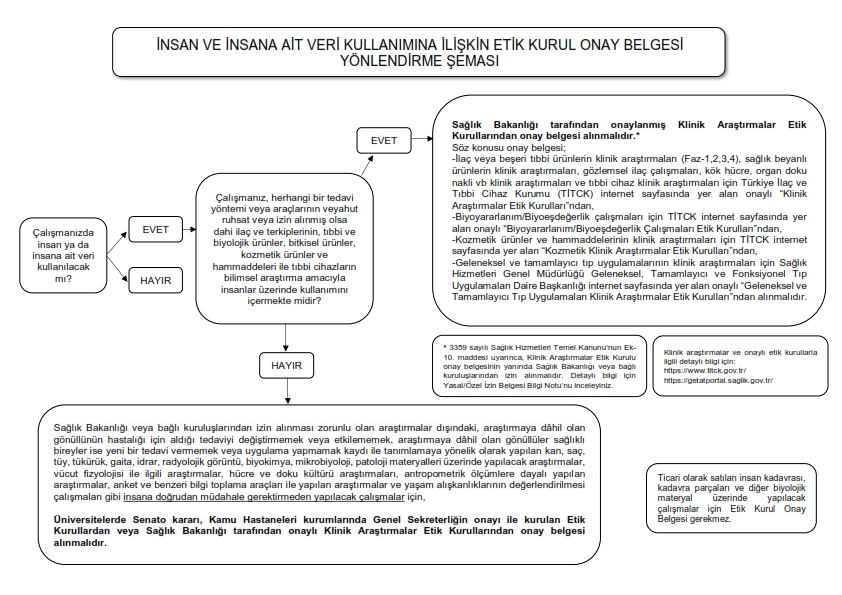 İNSAN VE İNSANA AİT VERİ KULLANIMINA İLİŞKİN ETİK KURUL ONAY BELGESİ
YÖNLENDİRME ŞEMASI
Çalışmanızda
insan ya da
insana ait veri
kullanılacak
mı?
EVET
HAYIR
Çalışmanız, herhangi bir tedavi
yöntemi veya araçlarının veyahut
ruhsat veya izin alınmış olsa
dahi ilaç ve terkiplerinin, tıbbi ve
biyolojik ürünler, bitkisel ürünler,
kozmetik ürünler ve
hammaddeleri ile tıbbi cihazların
bilimsel araştırma amacıyla
insanlar üzerinde kullanımını
içermekte midir?
EVET
Sağlık Bakanlığı tarafından onaylanmış Klinik Araştırmalar Etik
Kurullarından onay belgesi alınmalıdır.*
Söz konusu onay belgesi;
-İlaç veya beşeri tıbbi ürünlerin klinik araştırmaları (Faz-1,2,3,4), sağlık beyanlı
ürünlerin klinik araştırmaları, gözlemsel ilaç çalışmaları, kök hücre, organ doku
nakli vb klinik araştırmaları ve tıbbi cihaz klinik araştırmaları için Türkiye İlaç ve
Tıbbi Cihaz Kurumu (TİTCK) internet sayfasında yer alan onaylı “Klinik
Araştırmalar Etik Kurulları”ndan,
-Biyoyararlanım/Biyoeşdeğerlik çalışmaları için TİTCK internet sayfasında yer
alan onaylı “Biyoyararlanım/Biyoeşdeğerlik Çalışmaları Etik Kurulları”ndan,
-Kozmetik ürünler ve hammaddelerinin klinik araştırmaları için TİTCK internet
sayfasında yer alan “Kozmetik Klinik Araştırmalar Etik Kurulları”ndan,
-Geleneksel ve tamamlayıcı tıp uygulamalarının klinik araştırmaları için Sağlık
Hizmetleri Genel Müdürlüğü Geleneksel, Tamamlayıcı ve Fonksiyonel Tıp
Uygulamaları Daire Başkanlığı internet sayfasında yer alan onaylı “Geleneksel ve
Tamamlayıcı Tıp Uygulamaları Klinik Araştırmalar Etik Kurulları”ndan alınmalıdır.
* 3359 sayılı Sağlık Hizmetleri Temel Kanunu’nun Ek-
10. maddesi uyarınca, Klinik Araştırmalar Etik Kurulu
onay belgesinin yanında Sağlık Bakanlığı veya bağlı
kuruluşlarından izin alınmalıdır. Detaylı bilgi için
Yasal/Özel İzin Belgesi Bilgi Notu’nu inceleyiniz.
Klinik araştırmalar ve onaylı etik kurullarla
ilgili detaylı bilgi için:
https://www.titck.gov.tr/
https://getatportal.saglik.gov.tr/
HAYIR
Sağlık Bakanlığı veya bağlı kuruluşlarından izin alınması zorunlu olan araştırmalar dışındaki, araştırmaya dâhil olan
gönüllünün hastalığı için aldığı tedaviyi değiştirmemek veya etkilememek, araştırmaya dâhil olan gönüllüler sağlıklı
bireyler ise yeni bir tedavi vermemek veya uygulama yapmamak kaydı ile tanımlamaya yönelik olarak yapılan kan, saç,
tüy, tükürük, gaita, idrar, radyolojik görüntü, biyokimya, mikrobiyoloji, patoloji materyalleri üzerinde yapılacak araştırmalar,
vücut fizyolojisi ile ilgili araştırmalar, hücre ve doku kültürü araştırmaları, antropometrik ölçümlere dayalı yapılan
araştırmalar, anket ve benzeri bilgi toplama araçları ile yapılan araştırmalar ve yaşam alışkanlıklarının değerlendirilmesi
çalışmaları gibi insana doğrudan müdahale gerektirmeden yapılacak çalışmalar için,
Üniversitelerde Senato kararı, Kamu Hastaneleri kurumlarında Genel Sekreterliğin onayı ile kurulan Etik
Kurullardan veya Sağlık Bakanlığı tarafından onaylı Klinik Araştırmalar Etik Kurullarından onay belgesi
alınmalıdır.
Ticari olarak satılan insan kadavrası,
kadavra parçaları ve diğer biyolojik
materyal üzerinde yapılacak
çalışmalar için Etik Kurul Onay
Belgesi gerekmez.